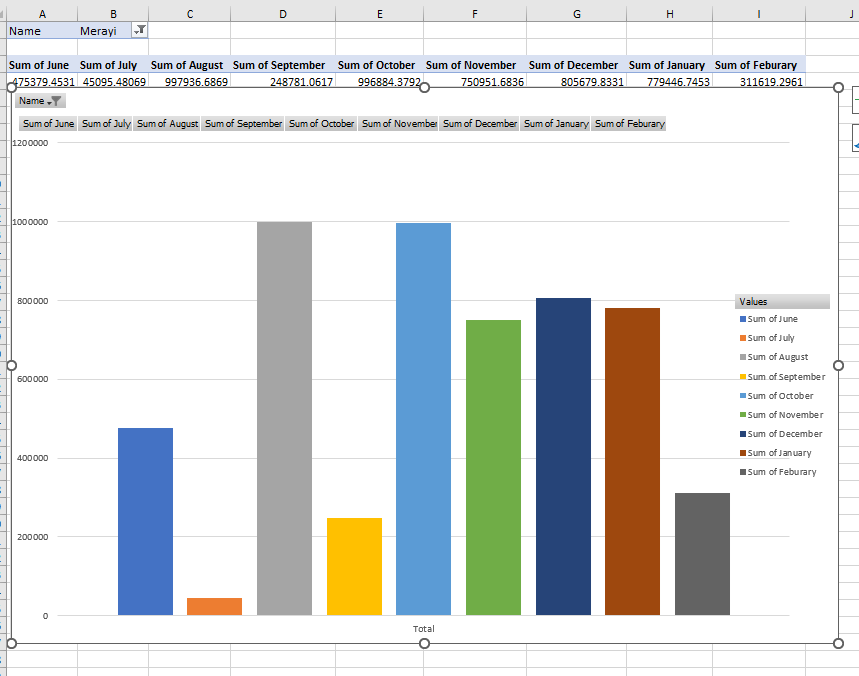 A B C D E F G H I J
Name Merayi
Sum of June Sum of July Sum of August Sum of September Sum of October Sum of November Sum of December Sum of January Sum of Feburary
475379.4531 45095.48069 997936.6869 248781.0617 996884.3792 750951.6836 805679.8331 779446.7453 311619.2961
Name
Sum of June Sum of July Sum of August Sum of September Sum of October Sum of November Sum of December Sum of January Sum of Feburary
1200000
1000000
800000
600000
400000
200000
0
Total
Values
Sum of June
Sum of July
Sum of August
Sum of September
Sum of October
Sum of November
Sum of December
Sum of January
Sum of Feburary